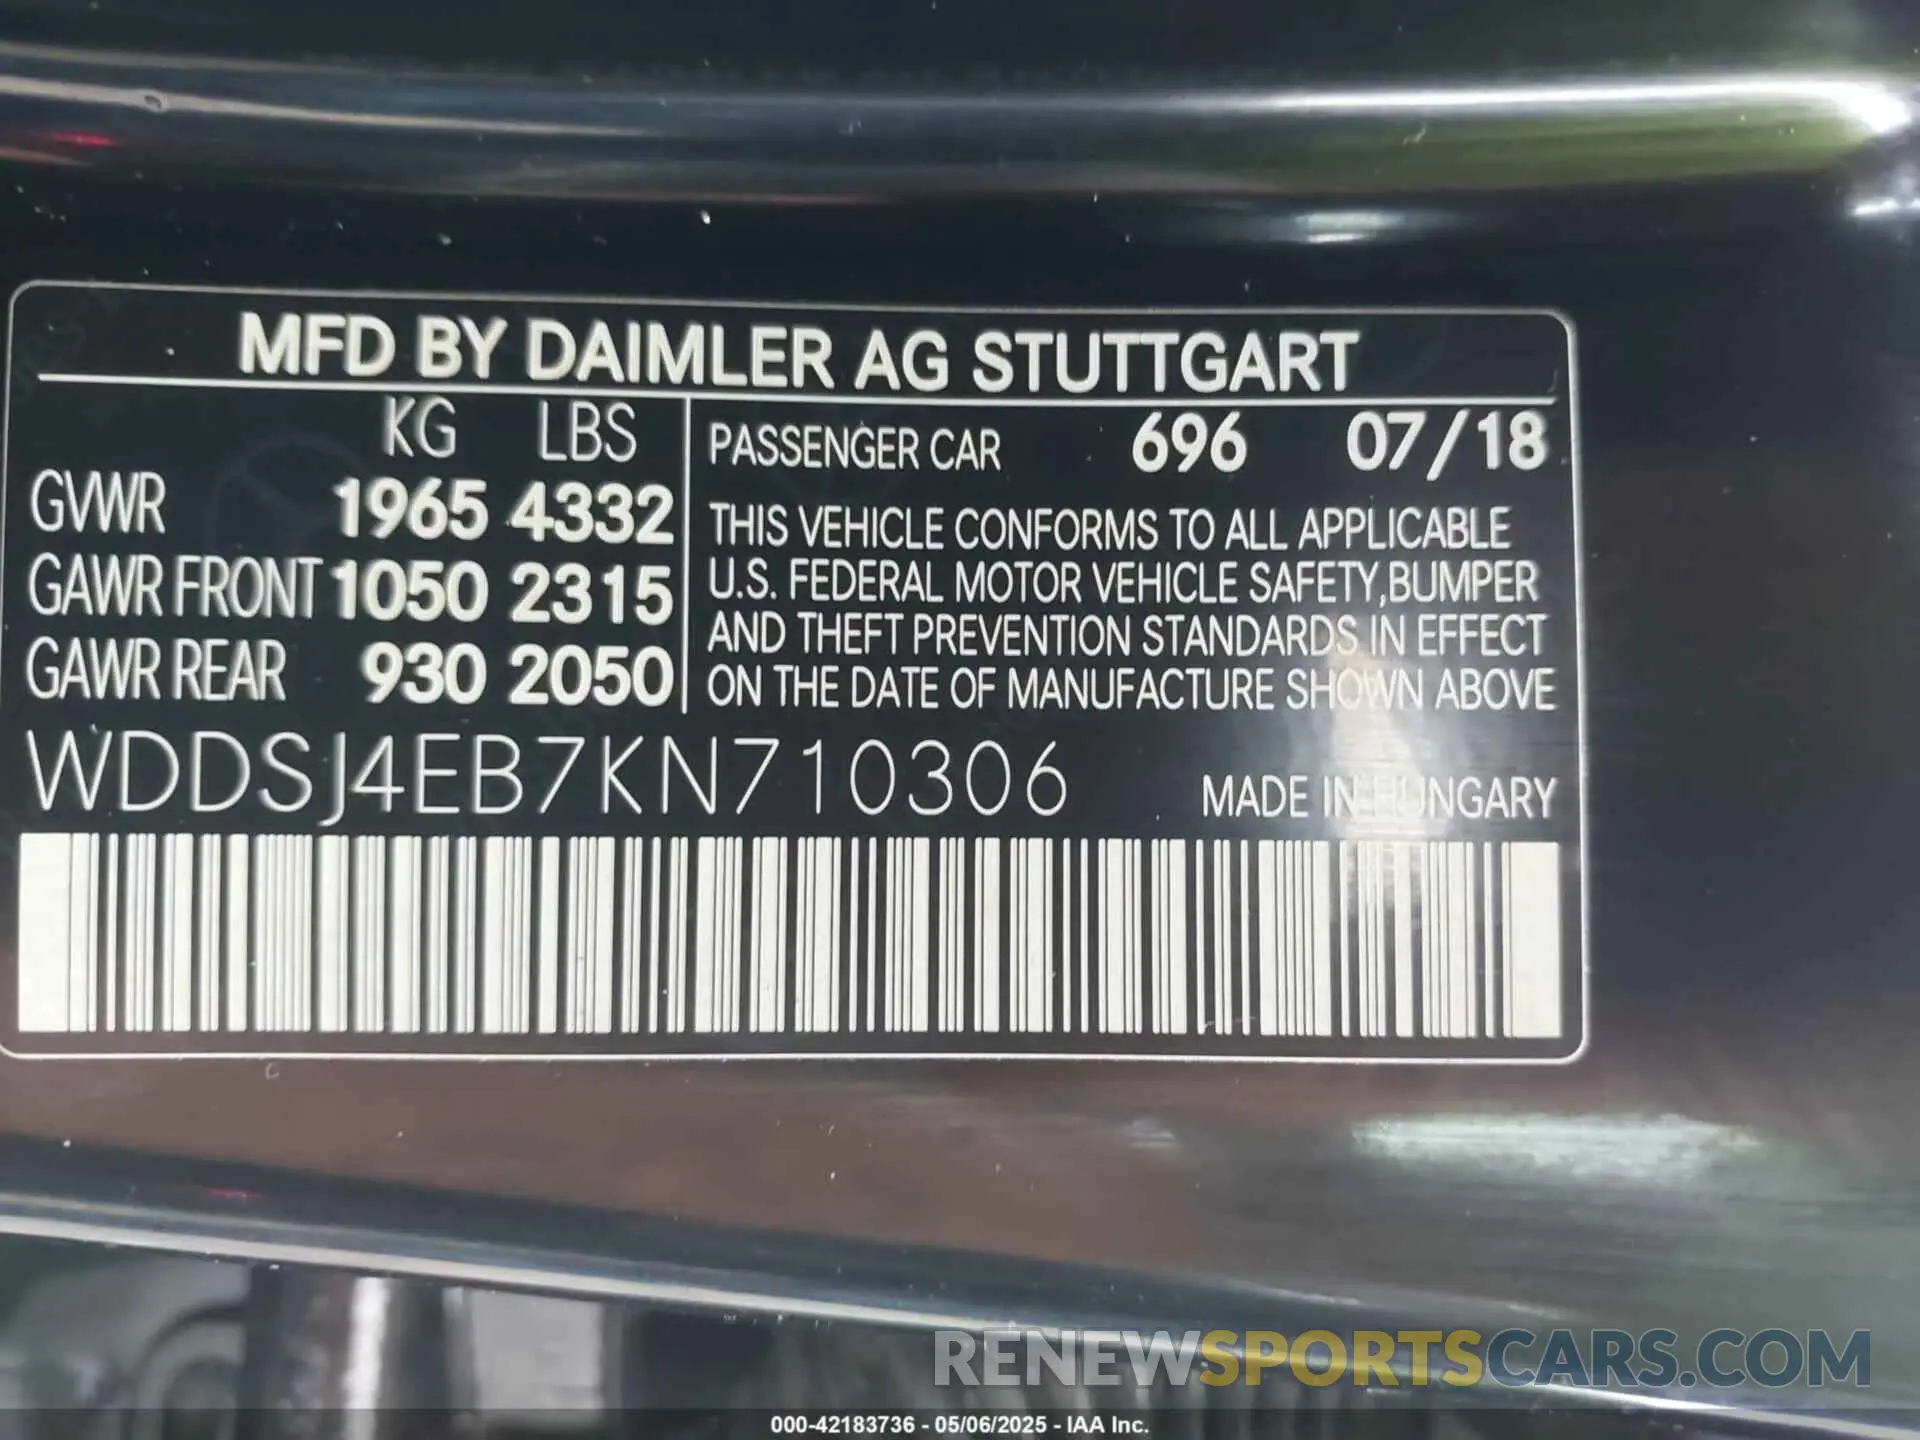 MFD BY DAIMLER AG STUTTGART
KG LBS
GVWR 1965 4332
GAWR FRONT 1050 2315
GAWR REAR 930 2050
PASSENGER CAR 696 07/18
THIS VEHICLE CONFORMS TO ALL APPLICABLE
U.S. FEDERAL MOTOR VEHICLE SAFETY,BUMPER
AND THEFT PREVENTION STANDARDS IN EFFECT
ON THE DATE OF MANUFACTURE SHOWN ABOVE
WDDSJ4EB7KN710306
MADE IN HUNGARY
RENEWSPORTSCARS.COM
000-42183736 - 05/06/2025 - IAA Inc.